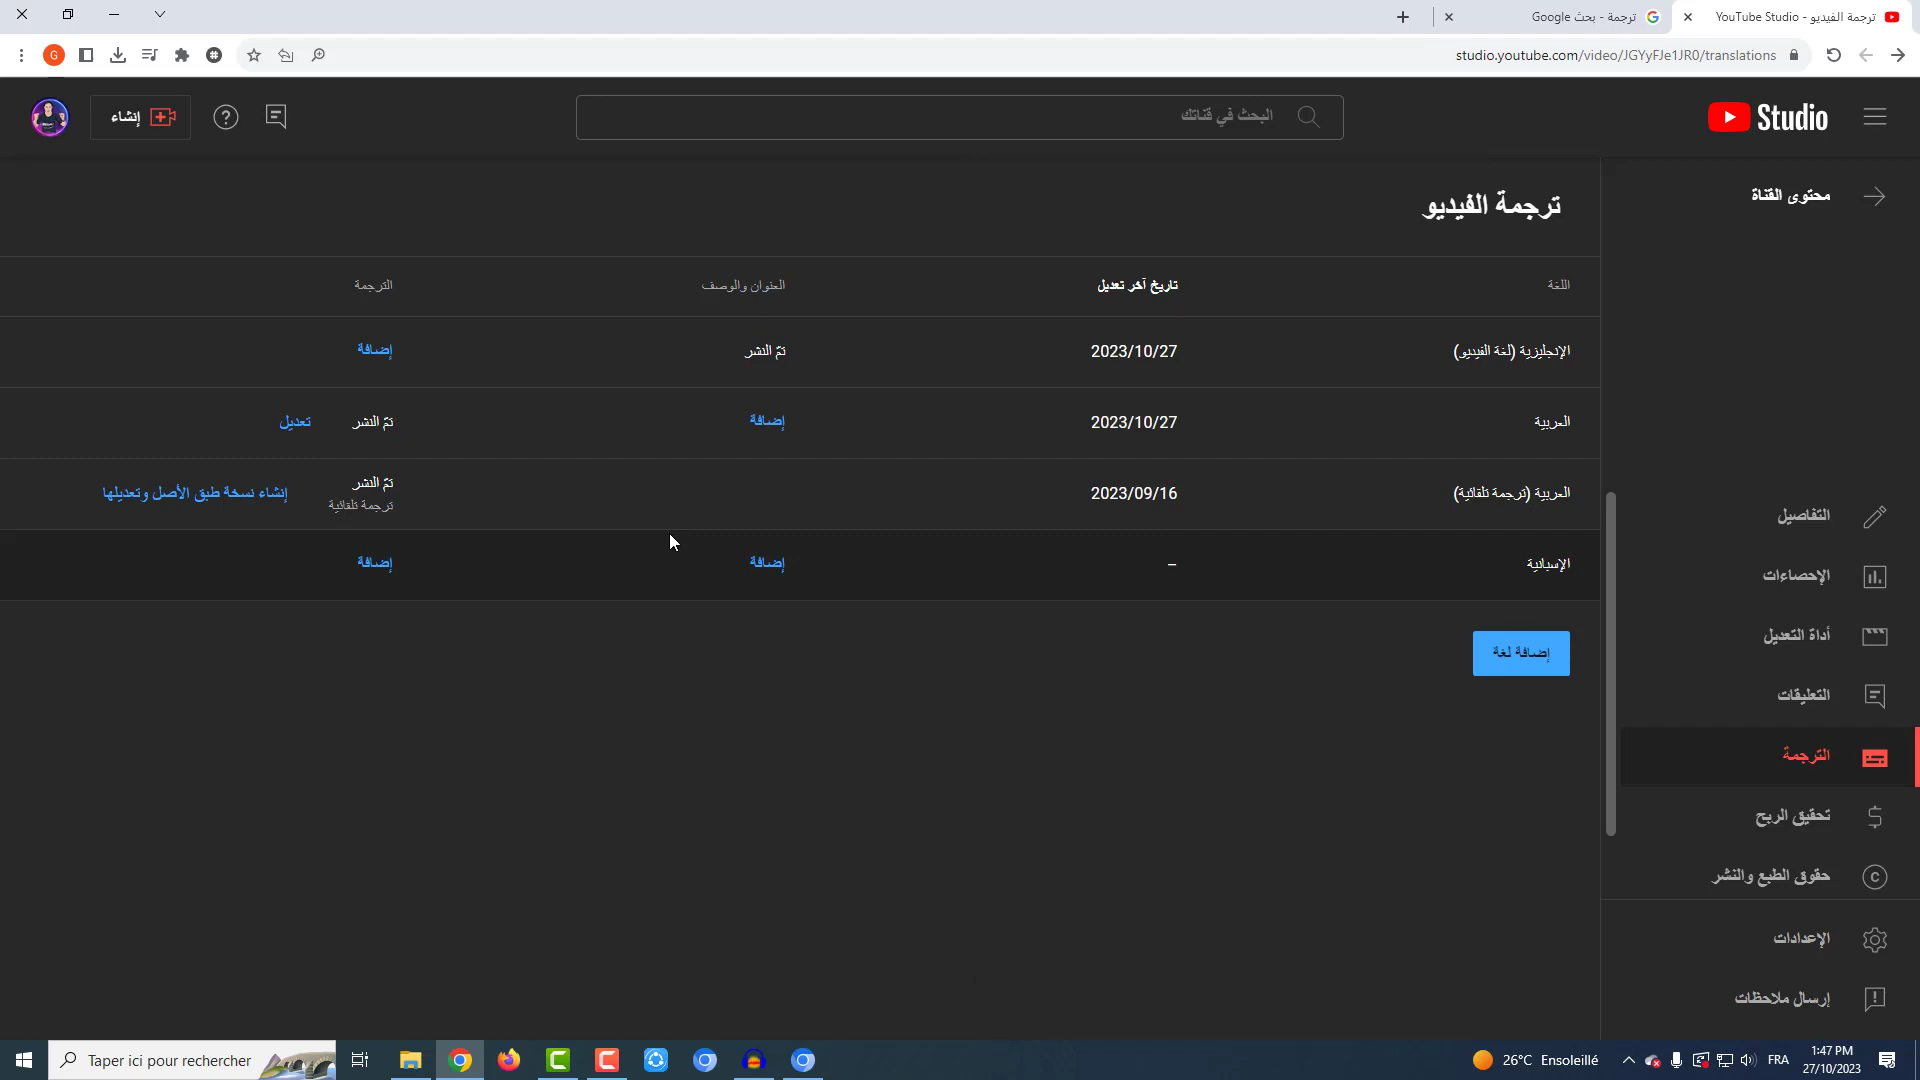 YouTube Studio - ترجمة الفيديو
ترجمة - بحث Google
studio.youtube.com/video/JGYyFJe1JR0/translations
G
Studio
البحث في قناتك
إنشاء
محتوى القناة
ترجمة الفيديو
اللغة
تاريخ آخر تعديل
العنوان والوصف
الترجمة
الإنجليزية (لغة الفيديو)
2023/10/27
تمّ النشر
إضافة
العربية
2023/10/27
إضافة
تمّ النشر
تعديل
العربية (ترجمة تلقائية)
2023/09/16
تمّ النشر
ترجمة تلقائية
إنشاء نسخة طبق الأصل وتعديلها
الإسبانية
–
إضافة
إضافة
إضافة لغة
التفاصيل
الإحصاءات
أداة التعديل
التعليقات
الترجمة
تحقيق الربح
حقوق الطبع والنشر
الإعدادات
إرسال ملاحظات
Taper ici pour rechercher
26°C Ensoleillé
FRA
1:47 PM
27/10/2023